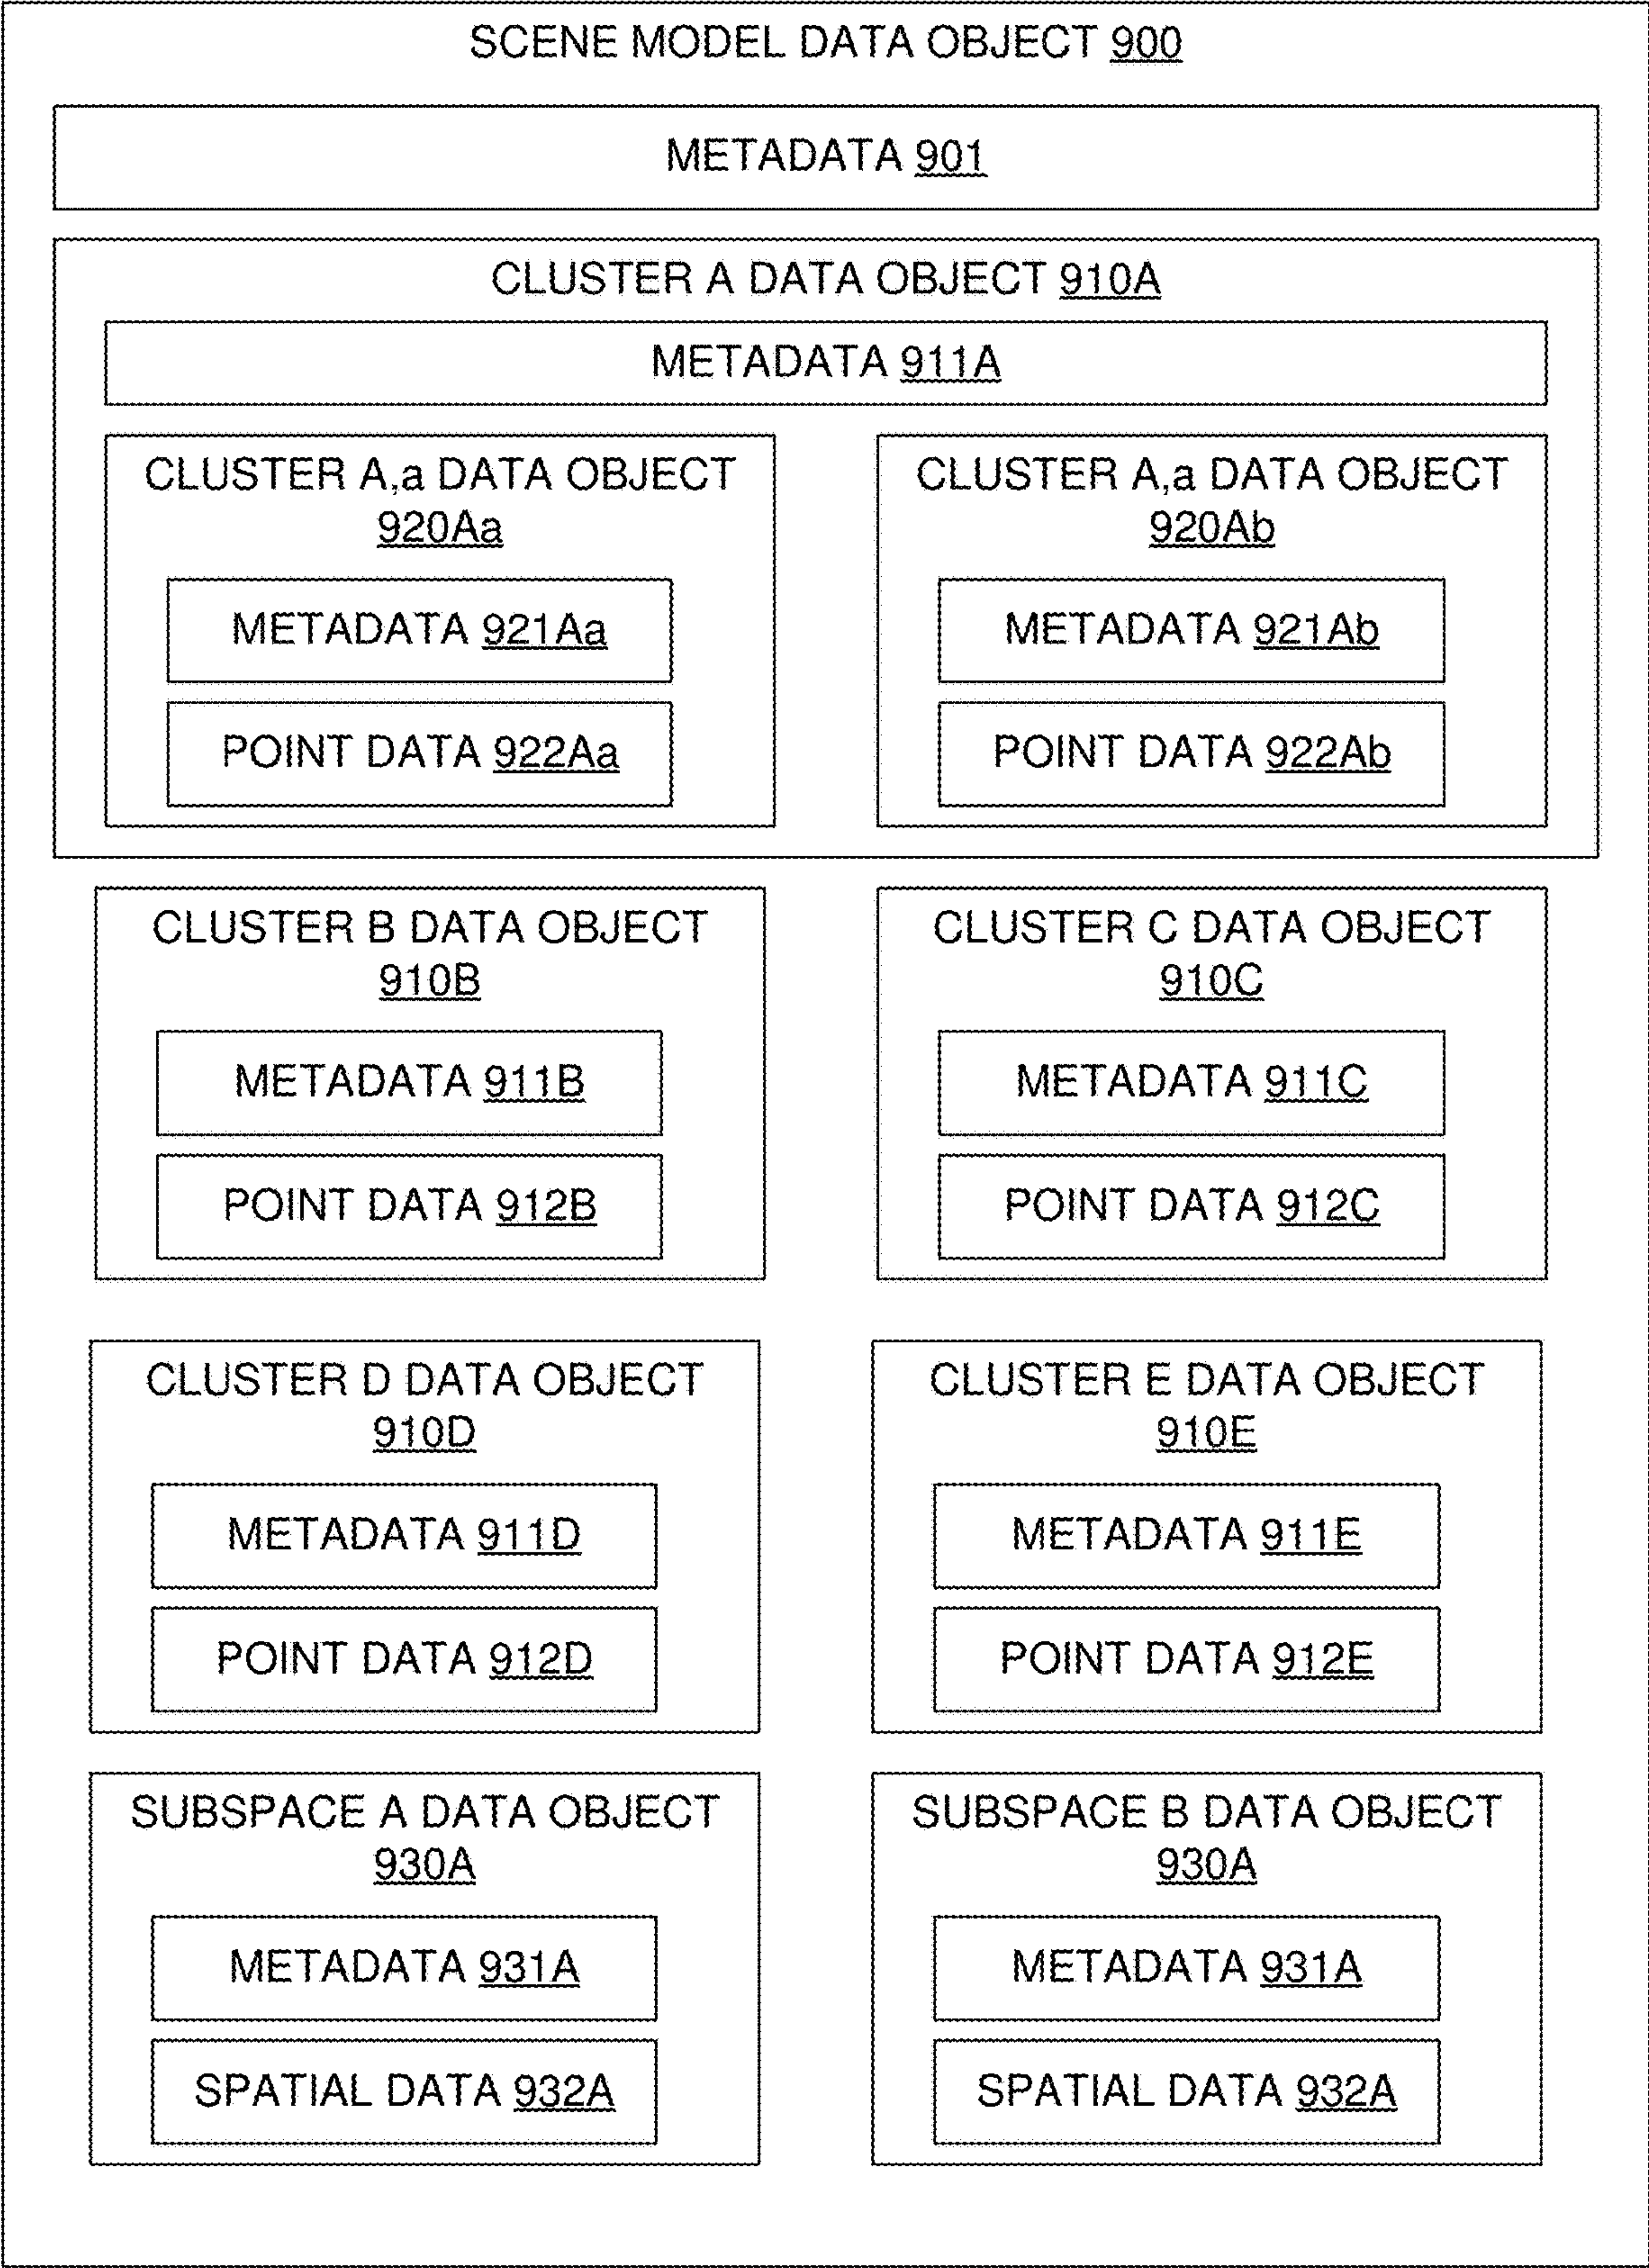 SCENE MODEL DATA OBJECT 900
METADATA 901
CLUSTER A DATA OBJECT 910A
METADATA 911A
CLUSTER A,a DATA OBJECT
920Aa
METADATA 921Aa
POINT DATA 922Aa
CLUSTER A,a DATA OBJECT
920Ab
METADATA 921Ab
POINT DATA 922Ab
CLUSTER B DATA OBJECT
910B
METADATA 911B
POINT DATA 912B
CLUSTER C DATA OBJECT
910C
METADATA 911C
POINT DATA 912C
CLUSTER D DATA OBJECT
910D
METADATA 911D
POINT DATA 912D
CLUSTER E DATA OBJECT
910E
METADATA 911E
POINT DATA 912E
SUBSPACE A DATA OBJECT
930A
METADATA 931A
SPATIAL DATA 932A
SUBSPACE B DATA OBJECT
930A
METADATA 931A
SPATIAL DATA 932A